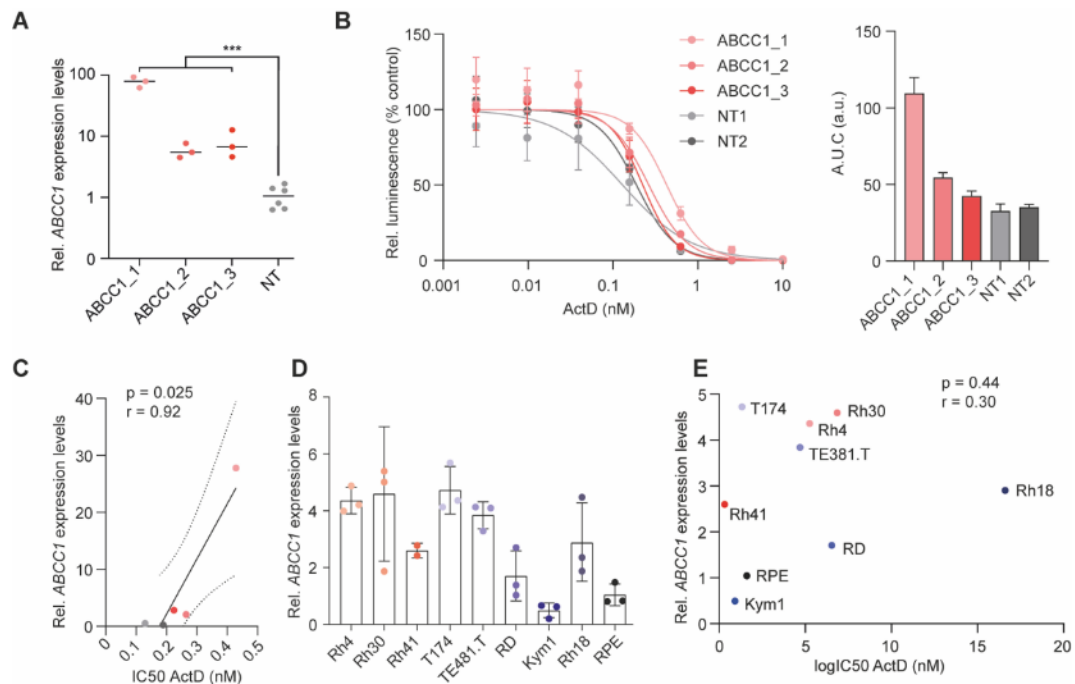 A
Rel. ABCC1 expression levels
100
10
1
0
***
ABCC1_1
ABCC1_2
ABCC1_3
NT
B
Rel. luminescence (% control)
150
100
50
0
0.001
0.01
0.1
1
10
ActD (nM)
ABCC1_1
ABCC1_2
ABCC1_3
NT1
NT2
A.U.C (a.u.)
150
100
50
0
ABCC1_1
ABCC1_2
ABCC1_3
NT1
NT2
C
p = 0.025
r = 0.92
Rel. ABCC1 expression levels
40
30
20
10
0
0
0.1
0.2
0.3
0.4
0.5
IC50 ActD (nM)
D
Rel. ABCC1 expression levels
8
6
4
2
0
Rh4
Rh30
Rh41
T174
TE481.T
RD
Kym1
Rh18
RPE
E
p = 0.44
r = 0.30
Rel. ABCC1 expression levels
5
4
3
2
1
0
T174
Rh30
Rh4
TE381.T
Rh18
Rh41
RD
RPE
Kym1
0
5
10
15
20
logIC50 ActD (nM)